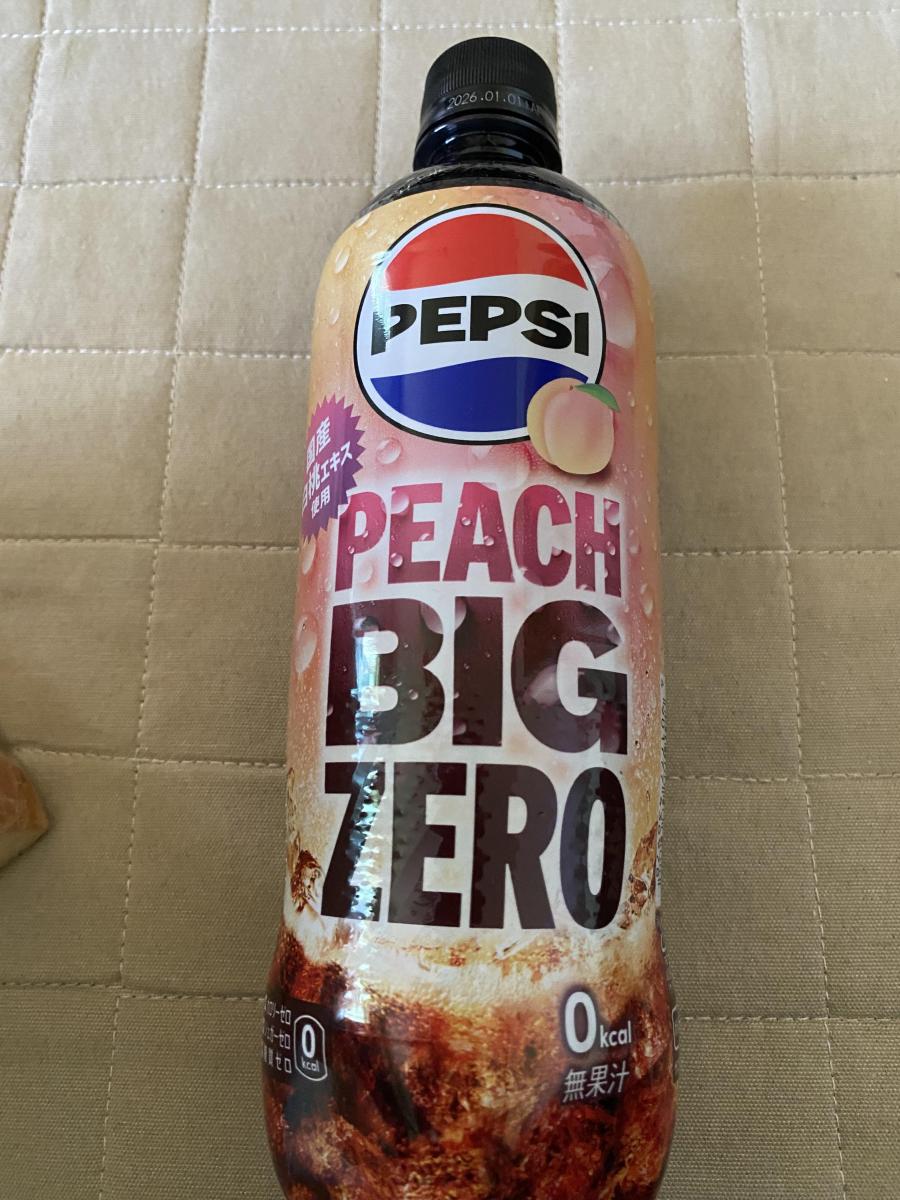 2026.01.01
PEPSI
国産
白桃エキス
使用
PEACH
BIG
ZERO
0kcal
無果汁
0
kcal